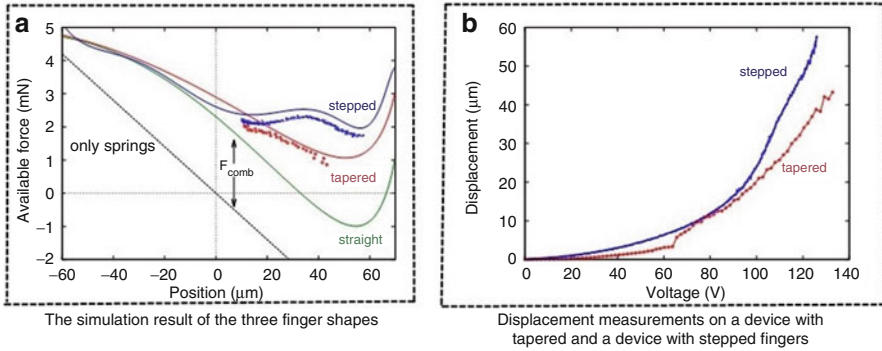 a
Available force (mN)
5
4
3
2
1
0
−1
−2
−60
−40
−20
0
20
40
60
Position (μm)
only springs
F_comb
stepped
tapered
straight
The simulation result of the three finger shapes
b
Displacement (μm)
60
50
40
30
20
10
0
0
20
40
60
80
100
120
140
Voltage (V)
stepped
tapered
Displacement measurements on a device with
tapered and a device with stepped fingers